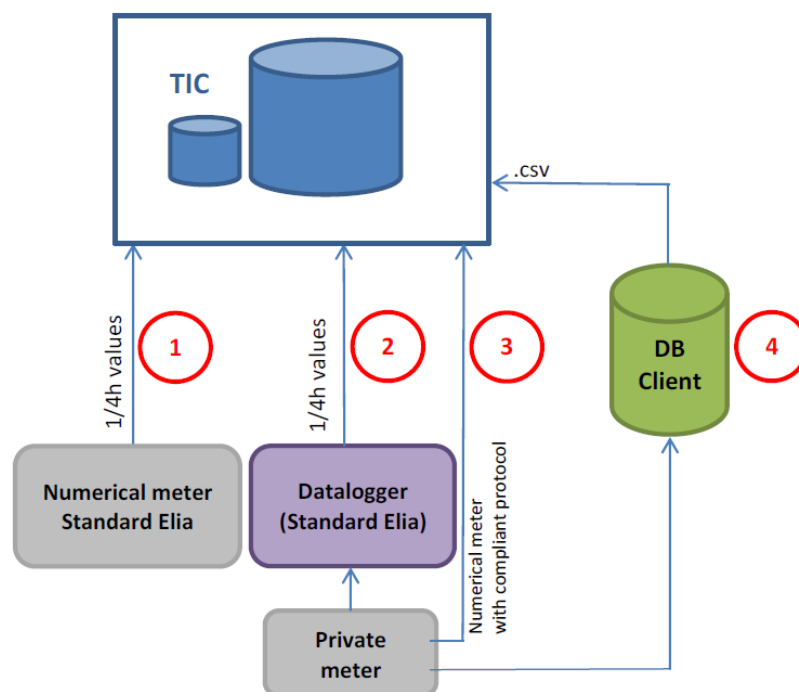 TIC
.csv
1/4h values
1
1/4h values
2
3
DB
Client
4
Numerical meter
Standard Elia
Datalogger
(Standard Elia)
Numerical meter
with compliant protocol
Private
meter